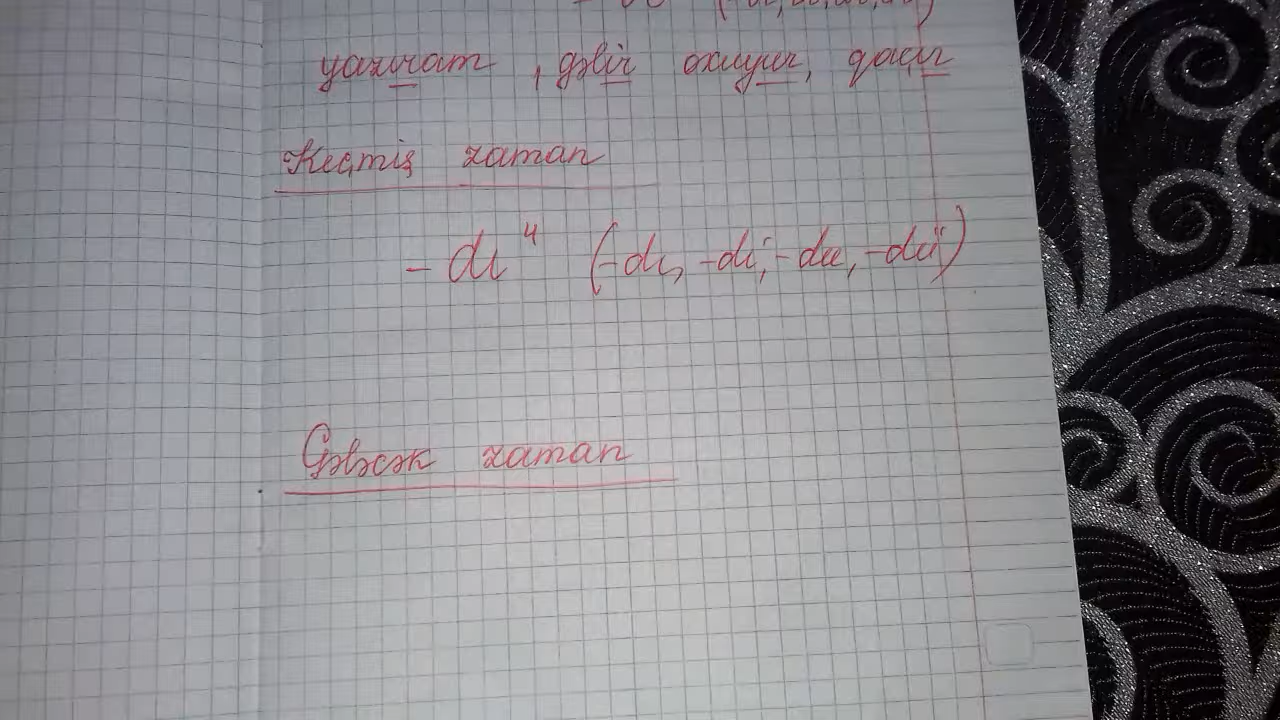 yazıram , gəlir oxuyur, qaçır
Keçmiş zaman
- dı⁴ (-dı, -di, -du, -dü)
Gələcək zaman